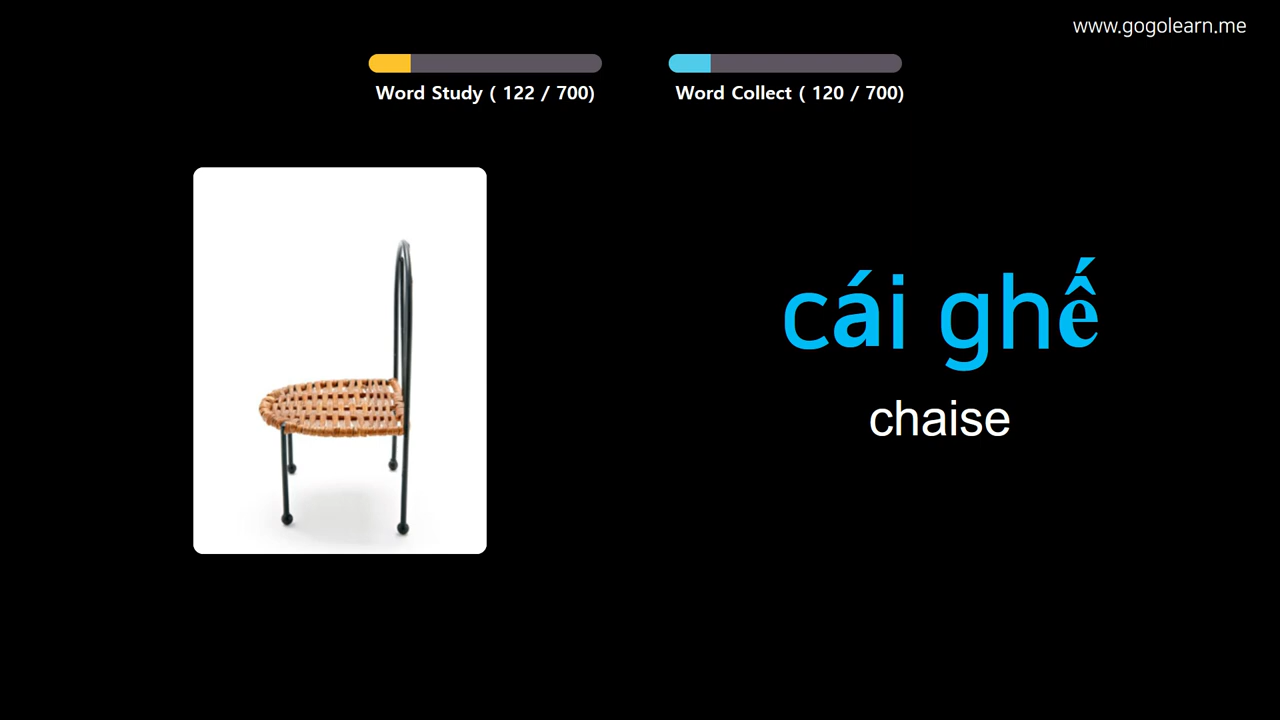 www.gogolearn.me
Word Study ( 122 / 700)
Word Collect ( 120 / 700)
cái ghế
chaise